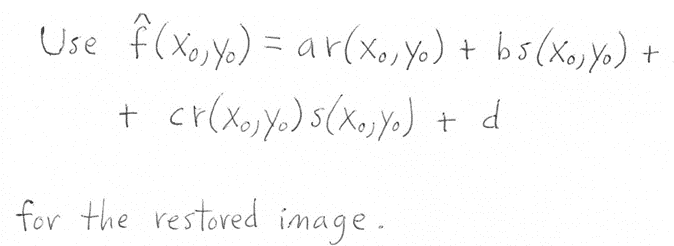 Use f̂(x₀,y₀) = ar(x₀,y₀) + bs(x₀,y₀) +
+ cr(x₀,y₀)s(x₀,y₀) + d
for the restored image.